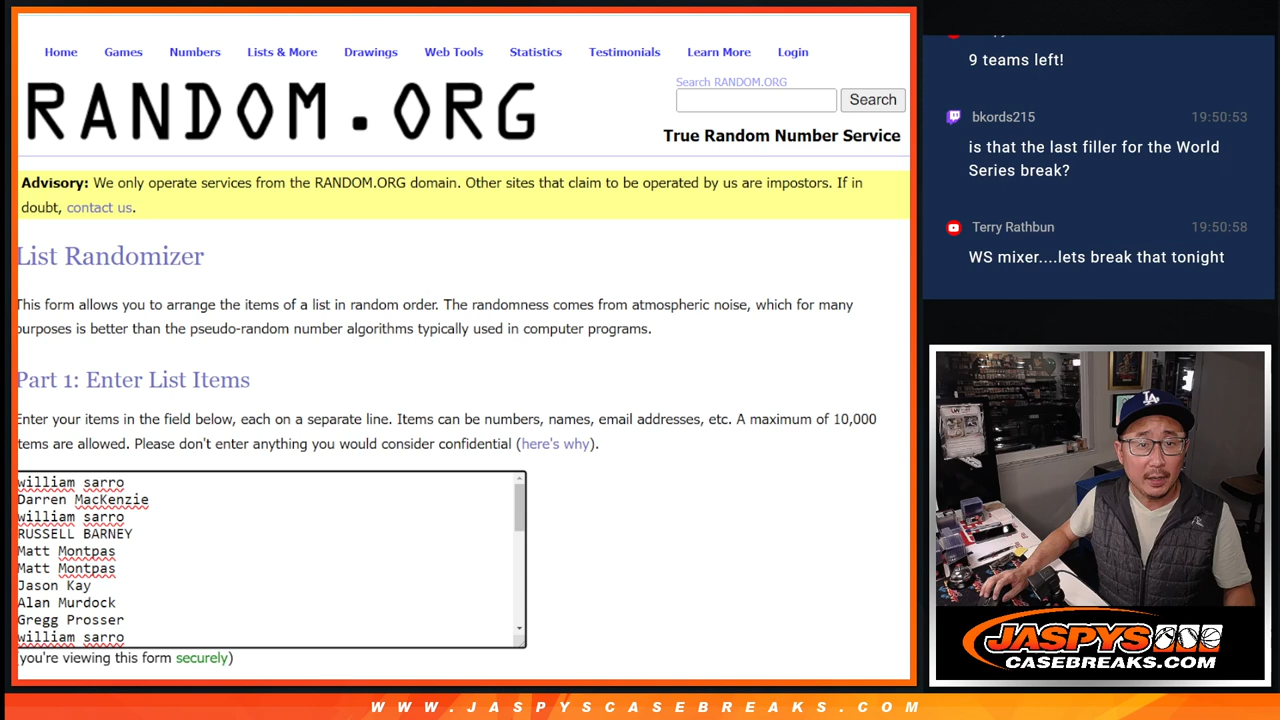 Home Games Numbers Lists & More Drawings Web Tools Statistics Testimonials Learn More Login
RANDOM.ORG
Search RANDOM.ORG
Search
True Random Number Service
Advisory: We only operate services from the RANDOM.ORG domain. Other sites that claim to be operated by us are impostors. If in
doubt, contact us.
List Randomizer
This form allows you to arrange the items of a list in random order. The randomness comes from atmospheric noise, which for many
purposes is better than the pseudo-random number algorithms typically used in computer programs.
Part 1: Enter List Items
Enter your items in the field below, each on a separate line. Items can be numbers, names, email addresses, etc. A maximum of 10,000
items are allowed. Please don't enter anything you would consider confidential (here's why).
william sarro
Darren MacKenzie
william sarro
RUSSELL BARNEY
Matt Montpas
Matt Montpas
Jason Kay
Alan Murdock
Gregg Prosser
william sarro
(you're viewing this form securely)
9 teams left!
bkords215 19:50:53
is that the last filler for the World
Series break?
Terry Rathbun 19:50:58
WS mixer....lets break that tonight
LA
JASPYS
CASEBREAKS.COM
WWW.JASPYSCASEBREAKS.COM